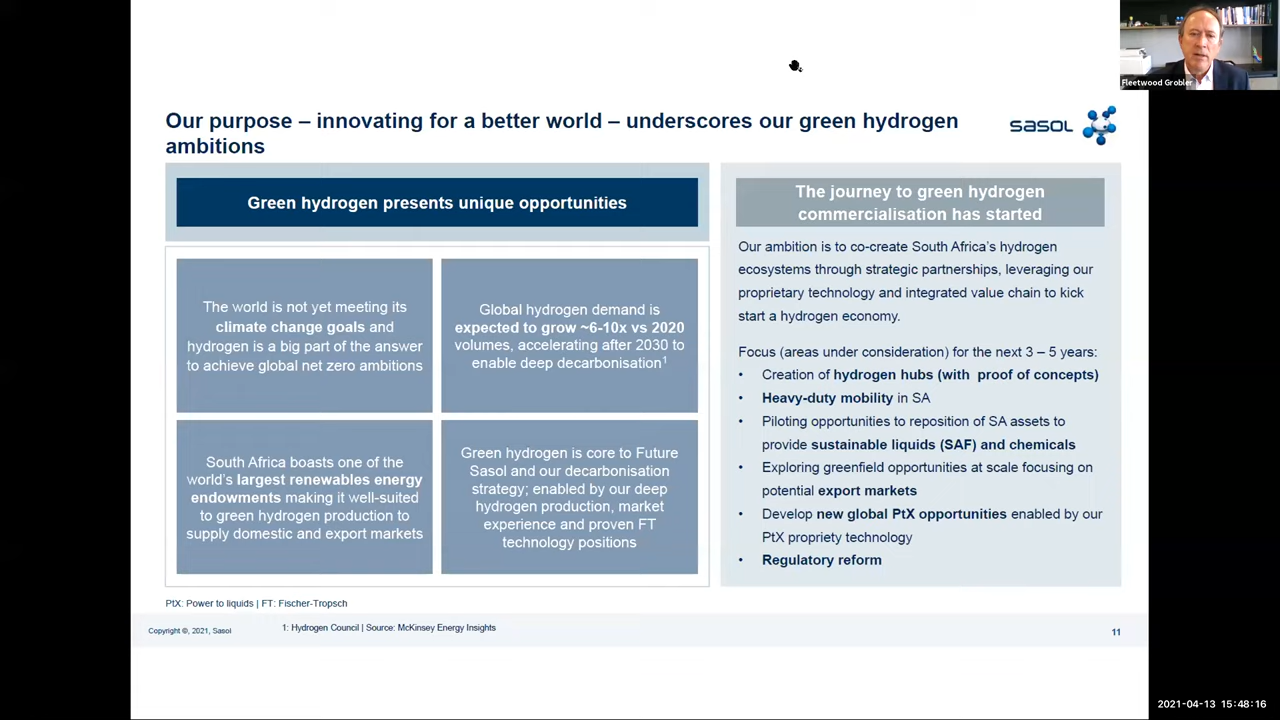 Fleetwood Grobler
Our purpose – innovating for a better world – underscores our green hydrogen
ambitions
sasol
Green hydrogen presents unique opportunities
The world is not yet meeting its
climate change goals and
hydrogen is a big part of the answer
to achieve global net zero ambitions
Global hydrogen demand is
expected to grow ~6-10x vs 2020
volumes, accelerating after 2030 to
enable deep decarbonisation1
South Africa boasts one of the
world's largest renewables energy
endowments making it well-suited
to green hydrogen production to
supply domestic and export markets
Green hydrogen is core to Future
Sasol and our decarbonisation
strategy; enabled by our deep
hydrogen production, market
experience and proven FT
technology positions
The journey to green hydrogen
commercialisation has started
Our ambition is to co-create South Africa's hydrogen
ecosystems through strategic partnerships, leveraging our
proprietary technology and integrated value chain to kick
start a hydrogen economy.
Focus (areas under consideration) for the next 3 – 5 years:
• Creation of hydrogen hubs (with proof of concepts)
• Heavy-duty mobility in SA
• Piloting opportunities to reposition of SA assets to
provide sustainable liquids (SAF) and chemicals
• Exploring greenfield opportunities at scale focusing on
potential export markets
• Develop new global PtX opportunities enabled by our
PtX propriety technology
• Regulatory reform
PtX: Power to liquids | FT: Fischer-Tropsch
Copyright ©, 2021, Sasol
1: Hydrogen Council | Source: McKinsey Energy Insights
11
2021-04-13 15:48:16